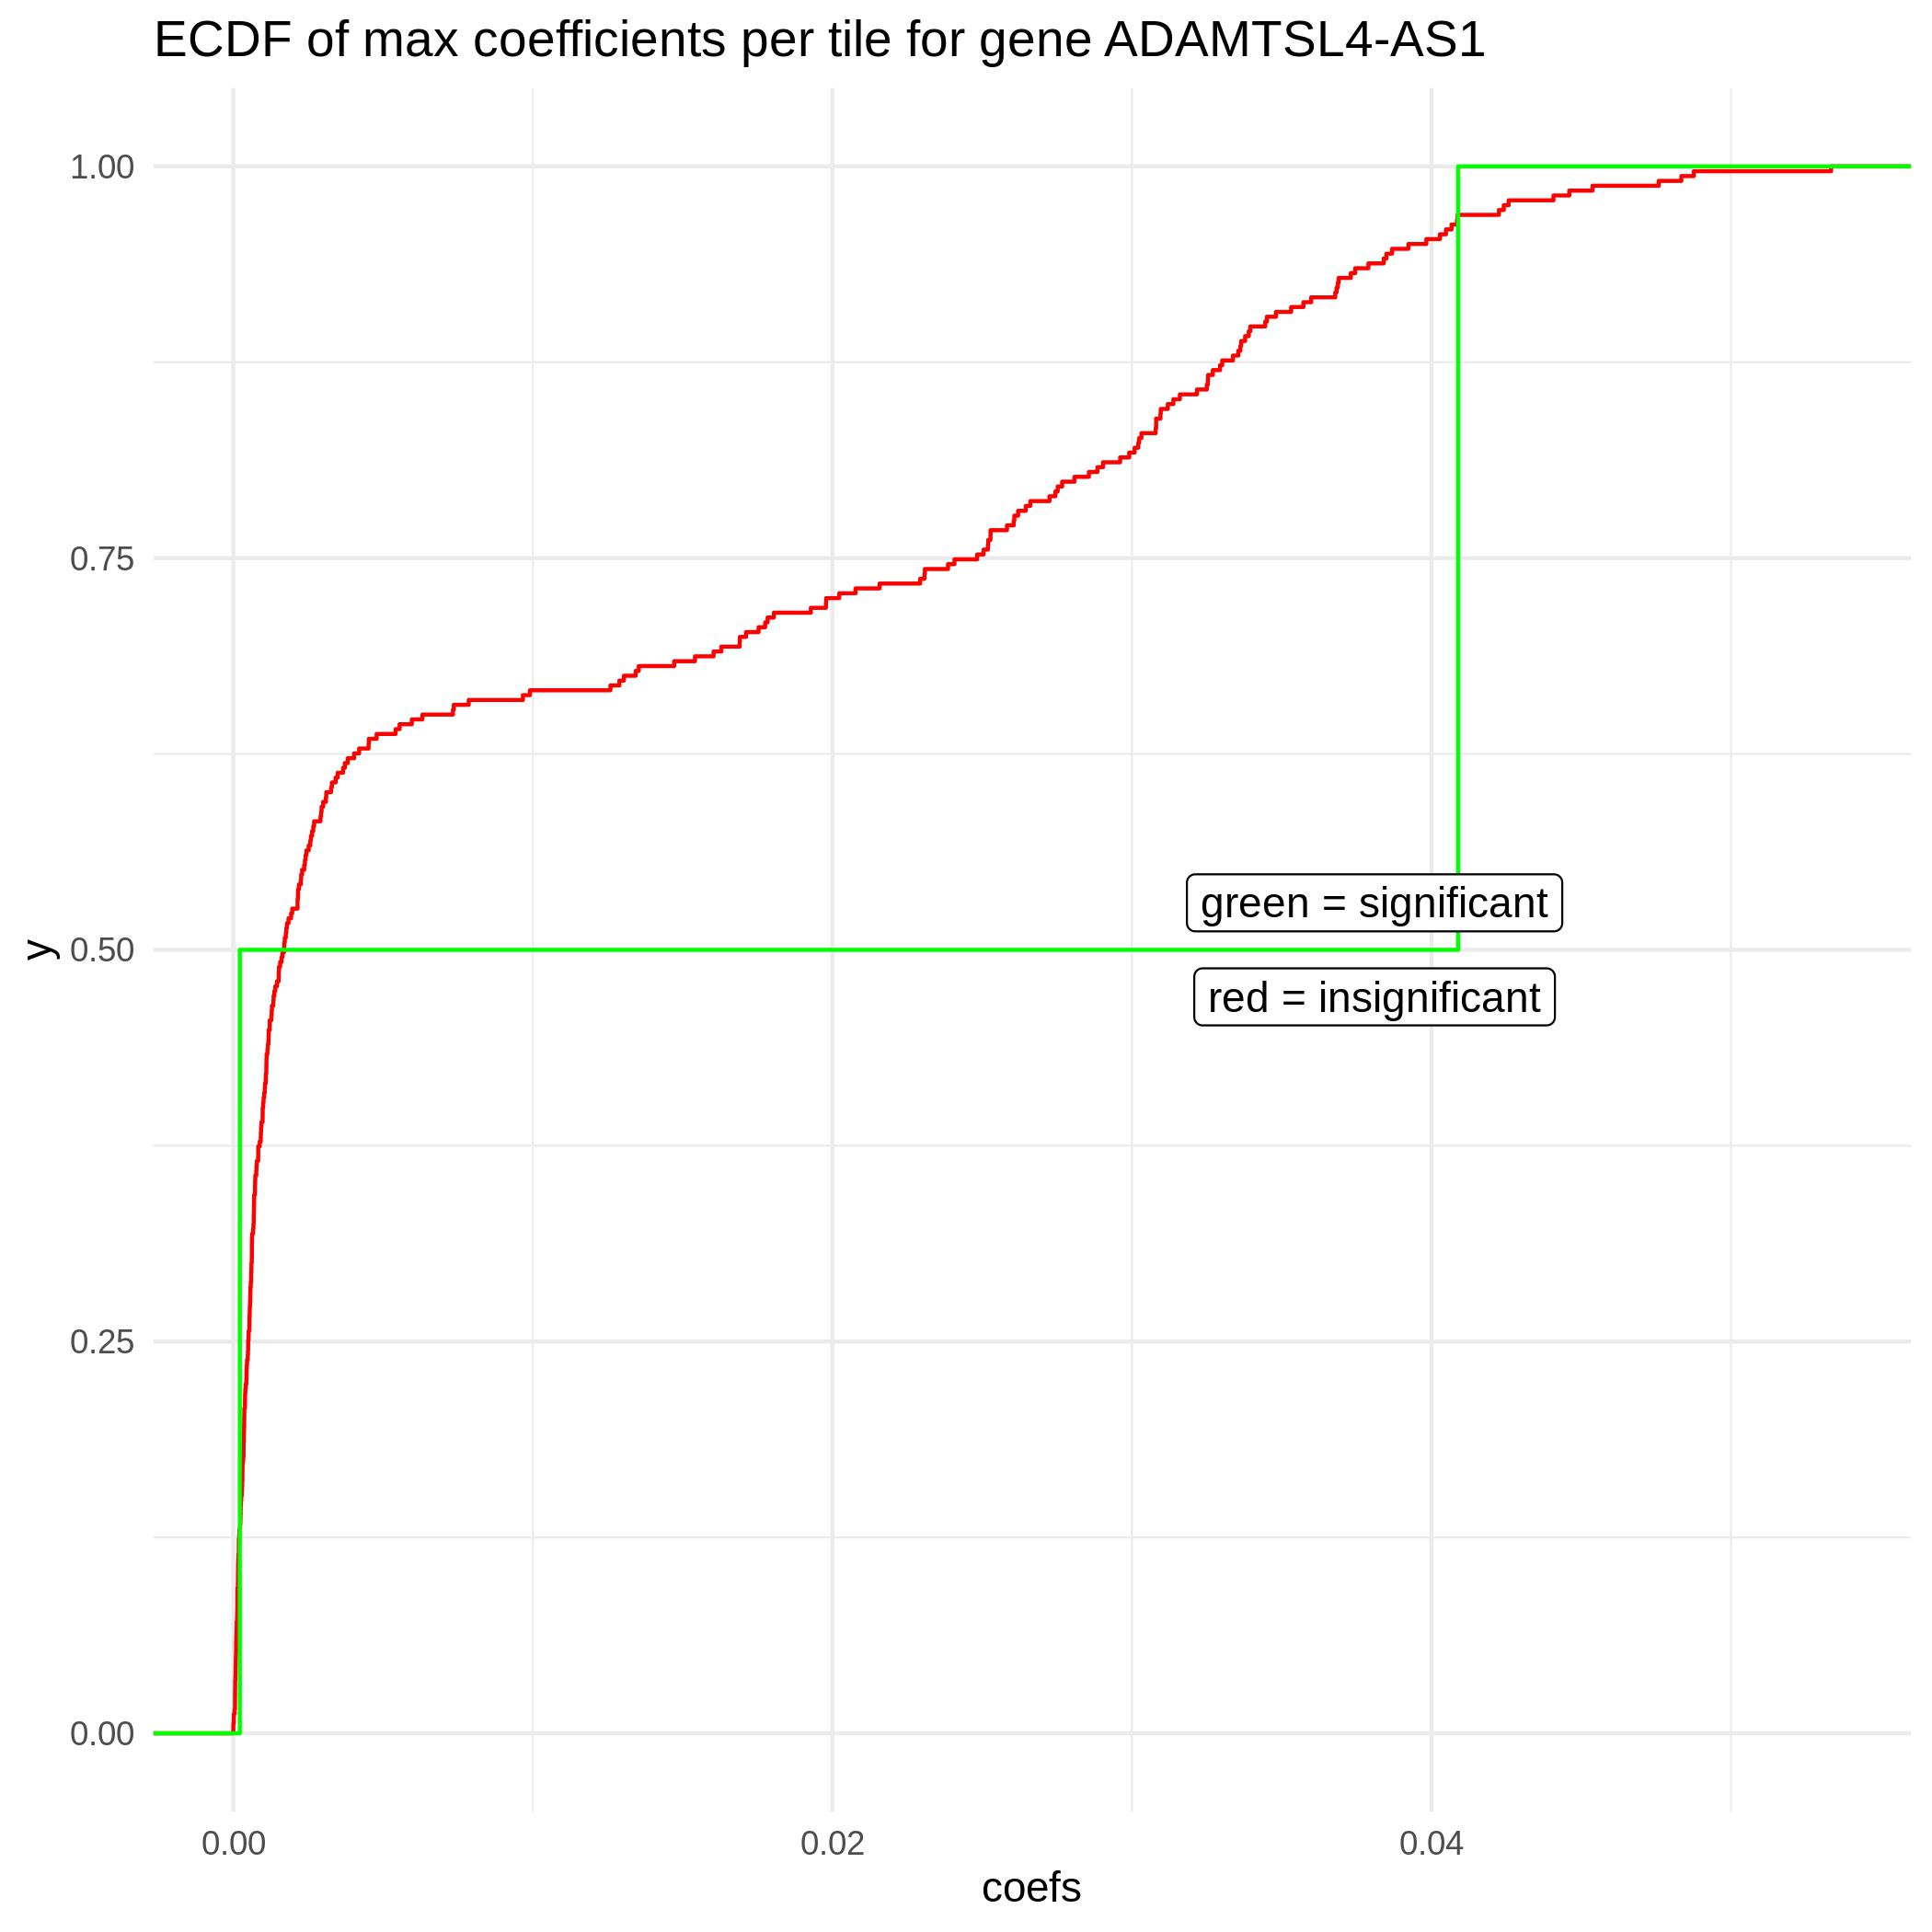 ECDF of max coefficients per tile for gene ADAMTSL4-AS1
1.00
0.75
0.50
0.25
0.00
y
green = significant
red = insignificant
0.00 0.02 0.04
coefs